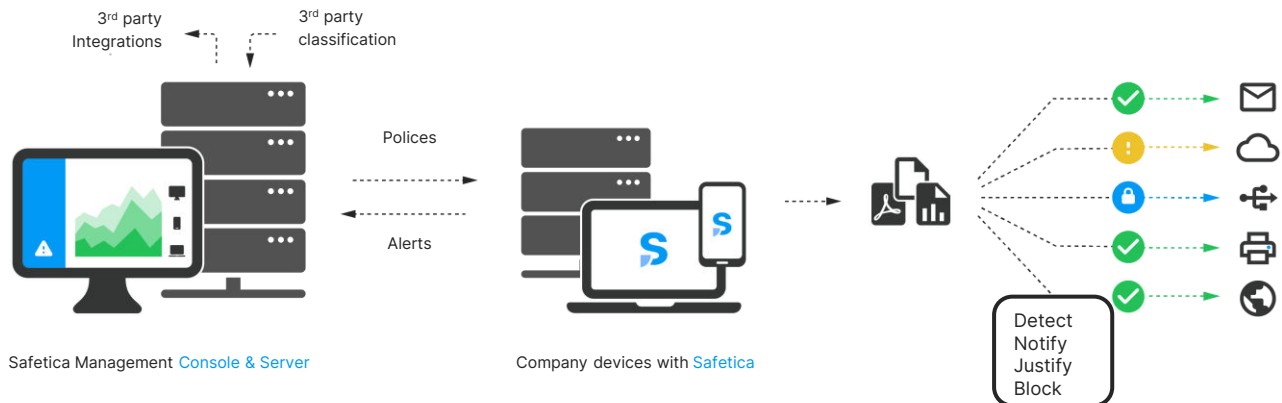 3rd party
Integrations
3rd party
classification
Polices
Alerts
Safetica Management Console & Server
Company devices with Safetica
Detect
Notify
Justify
Block